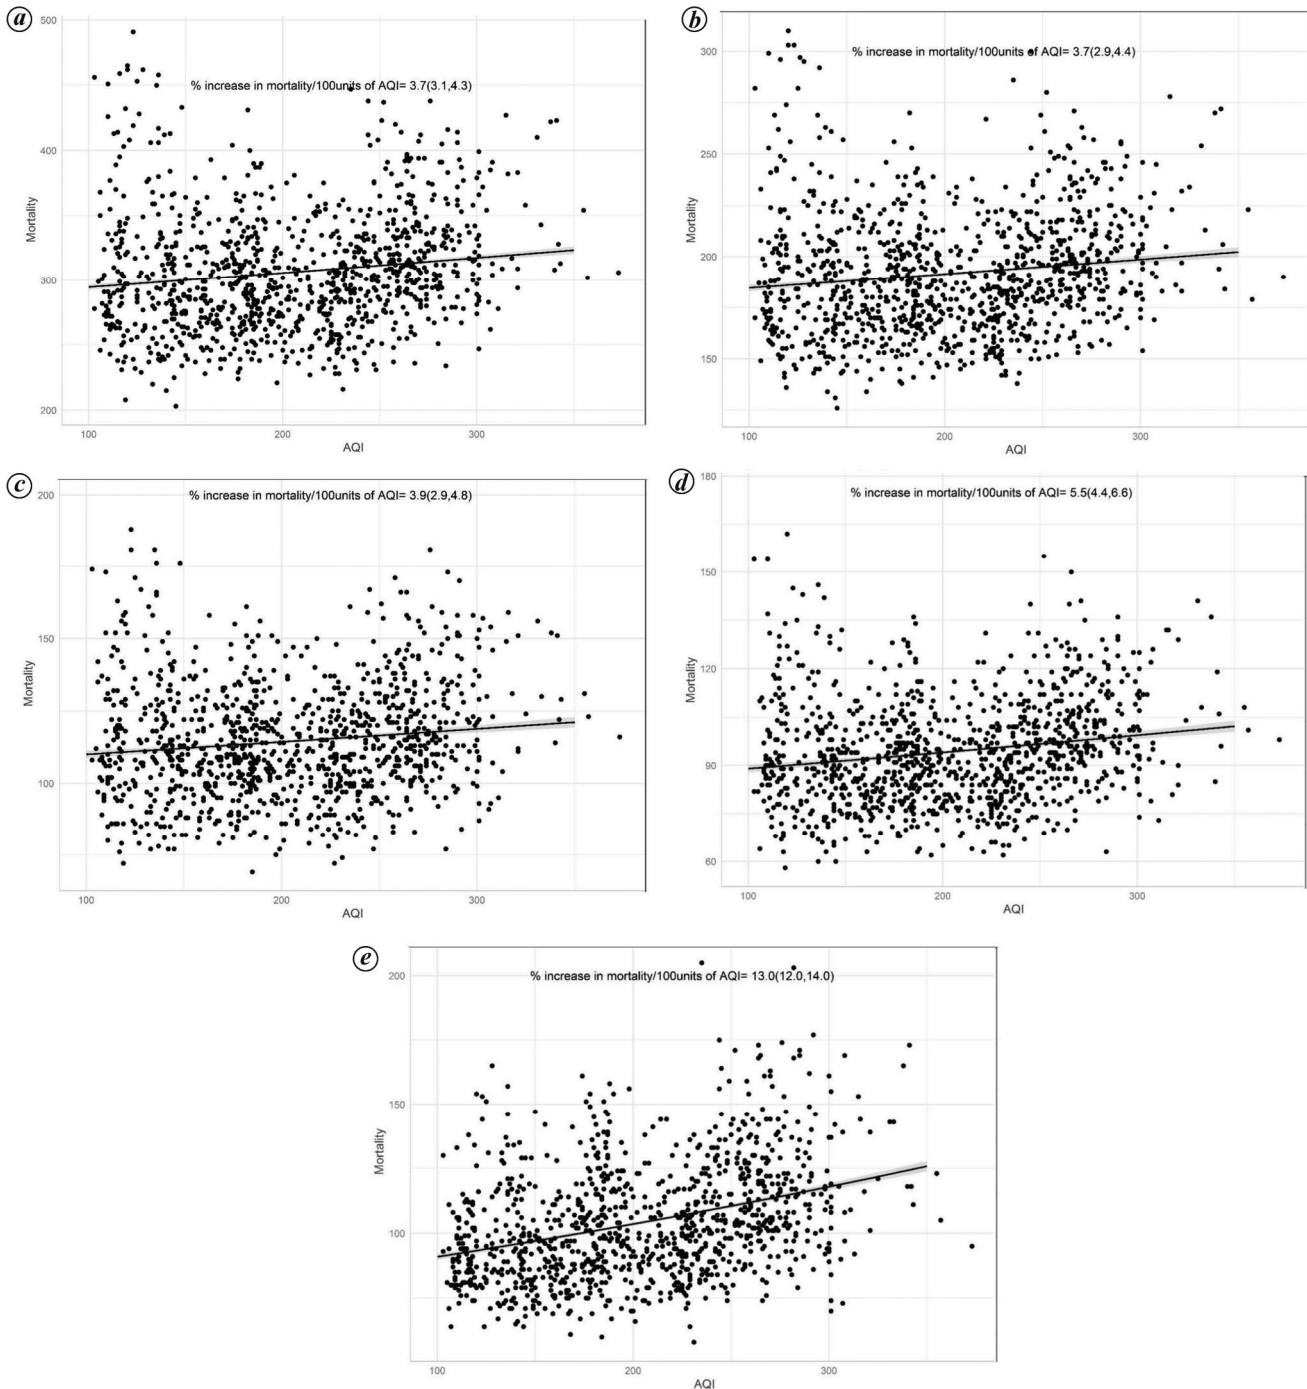 a
% increase in mortality/100units of AQI= 3.7(3.1,4.3)
500
400
300
200
Mortality
100
200
300
AQI
b
% increase in mortality/100units of AQI= 3.7(2.9,4.4)
300
250
200
150
Mortality
100
200
300
AQI
c
% increase in mortality/100units of AQI= 3.9(2.9,4.8)
200
150
100
Mortality
100
200
300
AQI
d
% increase in mortality/100units of AQI= 5.5(4.4,6.6)
180
150
120
90
60
Mortality
100
200
300
AQI
e
% increase in mortality/100units of AQI= 13.0(12.0,14.0)
200
150
100
Mortality
100
200
300
AQI